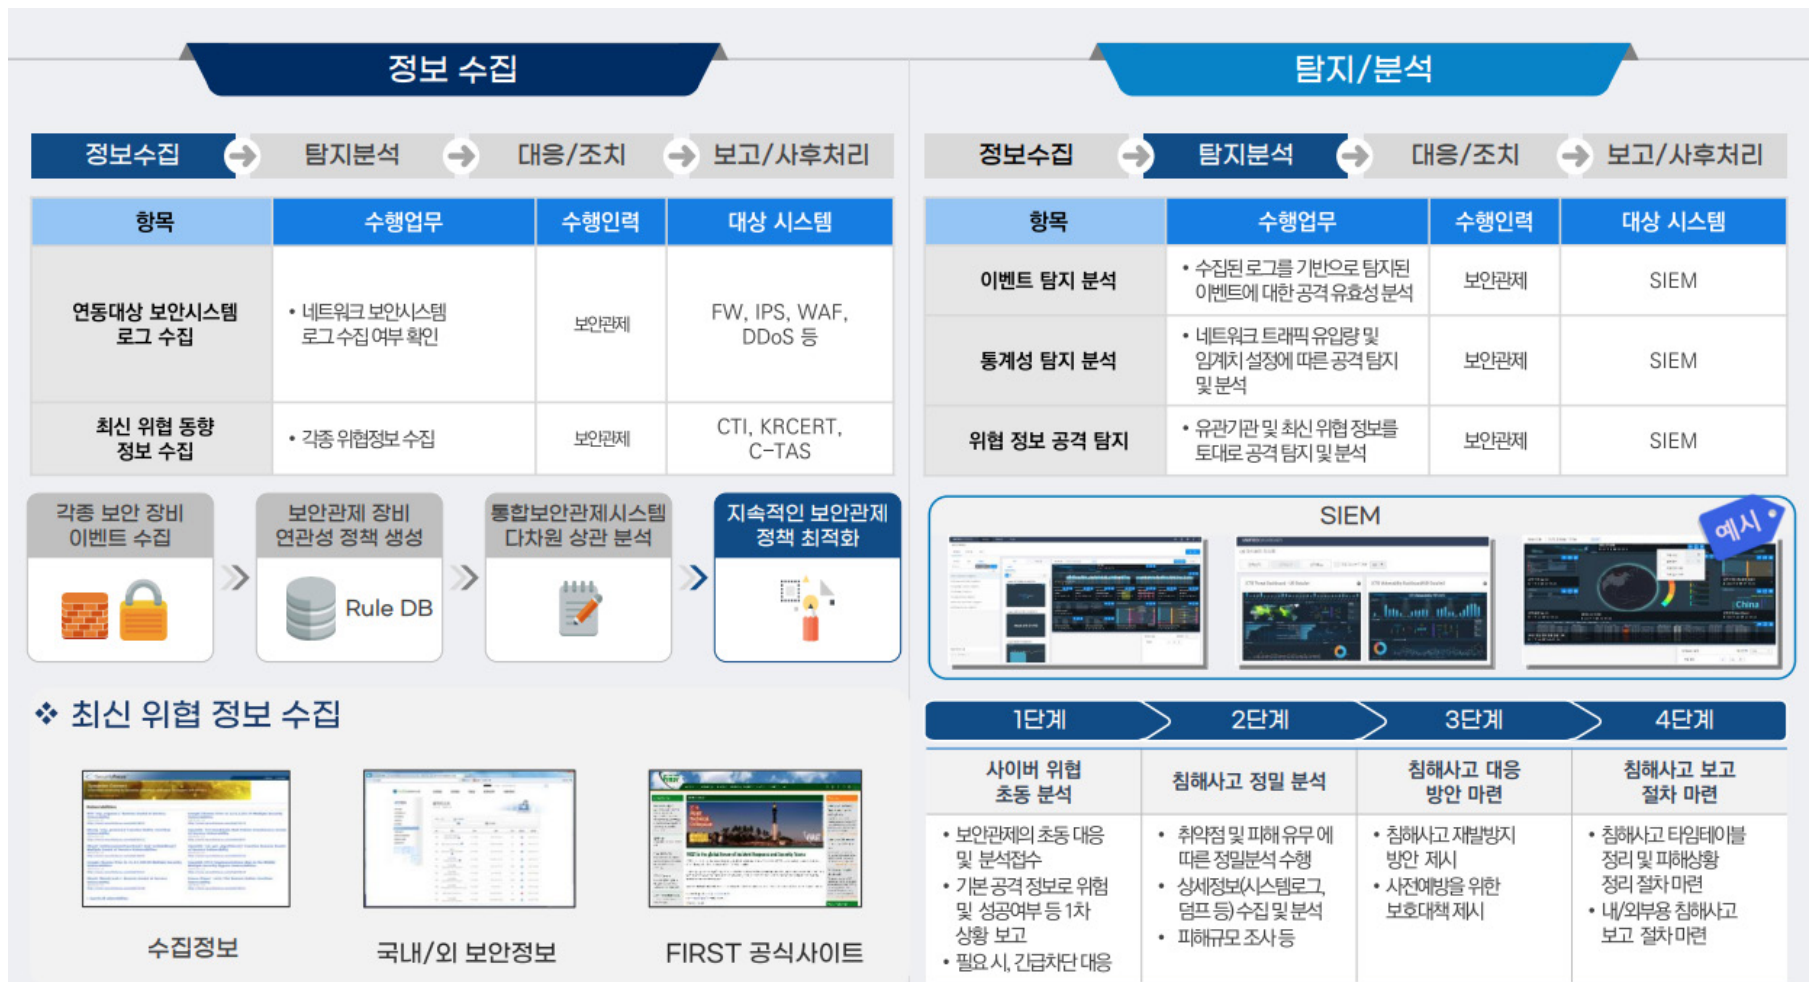 정보 수집
정보수집
탐지분석
대응/조치
보고/사후처리
항목
수행업무
수행인력
대상 시스템
연동대상 보안시스템
로그 수집
• 네트워크 보안시스템
로그 수집 여부 확인
보안관제
FW, IPS, WAF,
DDoS 등
최신 위협 동향
정보 수집
• 각종 위협정보 수집
보안관제
CTI, KRCERT,
C-TAS
각종 보안 장비
이벤트 수집
보안관제 장비
연관성 정책 생성
Rule DB
통합보안관제시스템
다차원 상관 분석
지속적인 보안관제
정책 최적화
❖ 최신 위협 정보 수집
수집정보
국내/외 보안정보
FIRST 공식사이트
탐지/분석
정보수집
탐지분석
대응/조치
보고/사후처리
항목
수행업무
수행인력
대상 시스템
이벤트 탐지 분석
• 수집된 로그를 기반으로 탐지된
이벤트에 대한 공격 유효성 분석
보안관제
SIEM
통계성 탐지 분석
• 네트워크 트래픽 유입량 및
임계치 설정에 따른 공격 탐지
및 분석
보안관제
SIEM
위협 정보 공격 탐지
• 유관기관 및 최신 위협 정보를
토대로 공격 탐지 및 분석
보안관제
SIEM
SIEM
예시
China
1단계
2단계
3단계
4단계
사이버 위협
초동 분석
침해사고 정밀 분석
침해사고 대응
방안 마련
침해사고 보고
절차 마련
• 보안관제의 초동 대응
및 분석접수
• 기본 공격 정보로 위험
및 성공여부 등 1차
상황 보고
• 필요 시, 긴급차단 대응
• 취약점 및 피해 유무 에
따른 정밀분석 수행
• 상세정보(시스템로그,
덤프 등) 수집 및 분석
• 피해규모 조사 등
• 침해사고 재발방지
방안 제시
• 사전예방을 위한
보호대책 제시
• 침해사고 타임테이블
정리 및 피해상황
정리 절차 마련
• 내/외부용 침해사고
보고 절차 마련